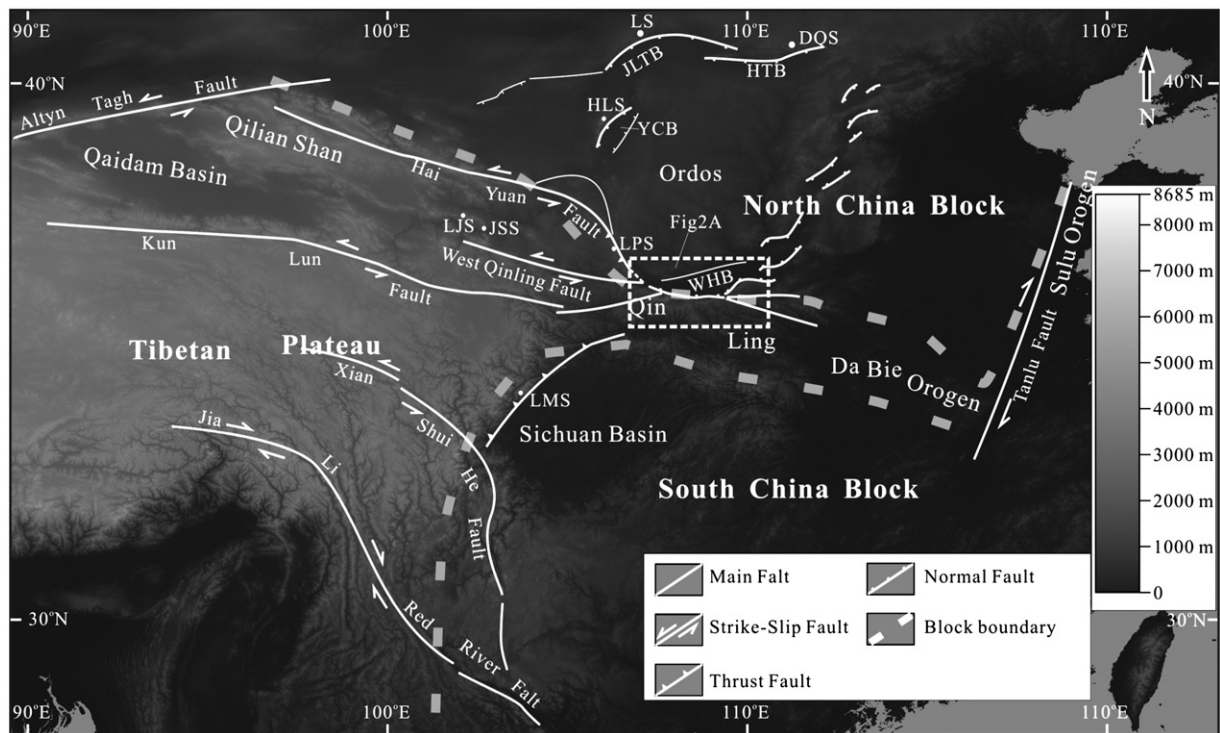 90°E
100°E
110°E
110°E
LS
DQS
JLTB
HTB
40°N
40°N
Altyn Tagh Fault
N
HLS
YCB
Qilian Shan
Qaidam Basin
Hai Yuan Fault
Ordos
North China Block
8685 m
8000 m
7000 m
6000 m
5000 m
4000 m
3000 m
2000 m
1000 m
0
LJS
JSS
Fig2A
LPS
Kun Lun Fault
West Qinling Fault
WHB
Qin Ling
Sulu Orogen
Tanlu Fault
Tibetan Plateau
Xian Shui He Fault
Da Bie Orogen
LMS
Jia Li
Sichuan Basin
South China Block
Red River Falt
Main Falt
Normal Fault
Strike-Slip Fault
Block boundary
Thrust Fault
30°N
30°N
90°E
100°E
110°E
110°E